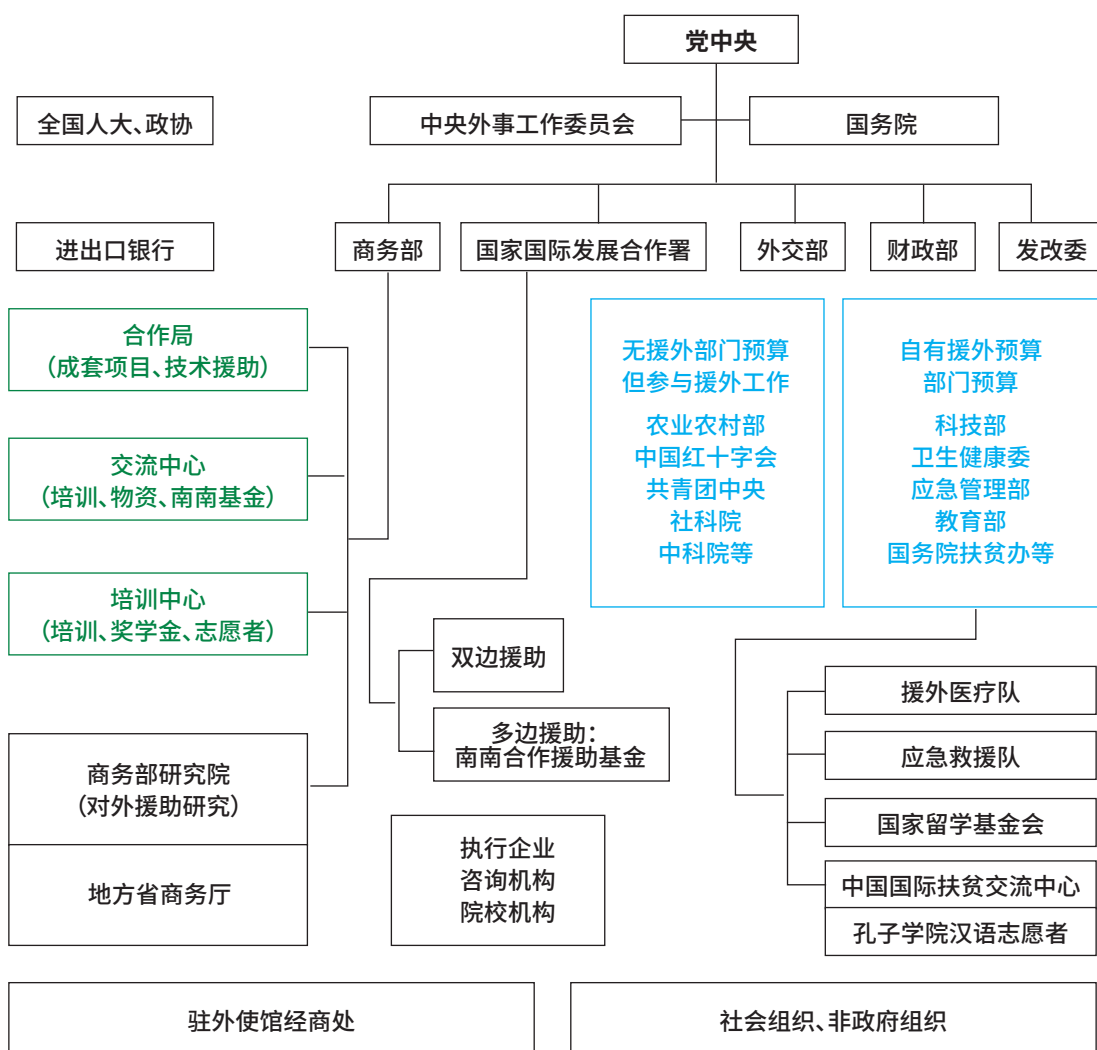 党中央
全国人大、政协
中央外事工作委员会
国务院
进出口银行
商务部
国家国际发展合作署
外交部
财政部
发改委
合作局
（成套项目、技术援助）
交流中心
（培训、物资、南南基金）
培训中心
（培训、奖学金、志愿者）
商务部研究院
（对外援助研究）
地方省商务厅
双边援助
多边援助：
南南合作援助基金
执行企业
咨询机构
院校机构
无援外部门预算
但参与援外工作
农业农村部
中国红十字会
共青团中央
社科院
中科院等
自有援外预算
部门预算
科技部
卫生健康委
应急管理部
教育部
国务院扶贫办等
援外医疗队
应急救援队
国家留学基金会
中国国际扶贫交流中心
孔子学院汉语志愿者
驻外使馆经商处
社会组织、非政府组织